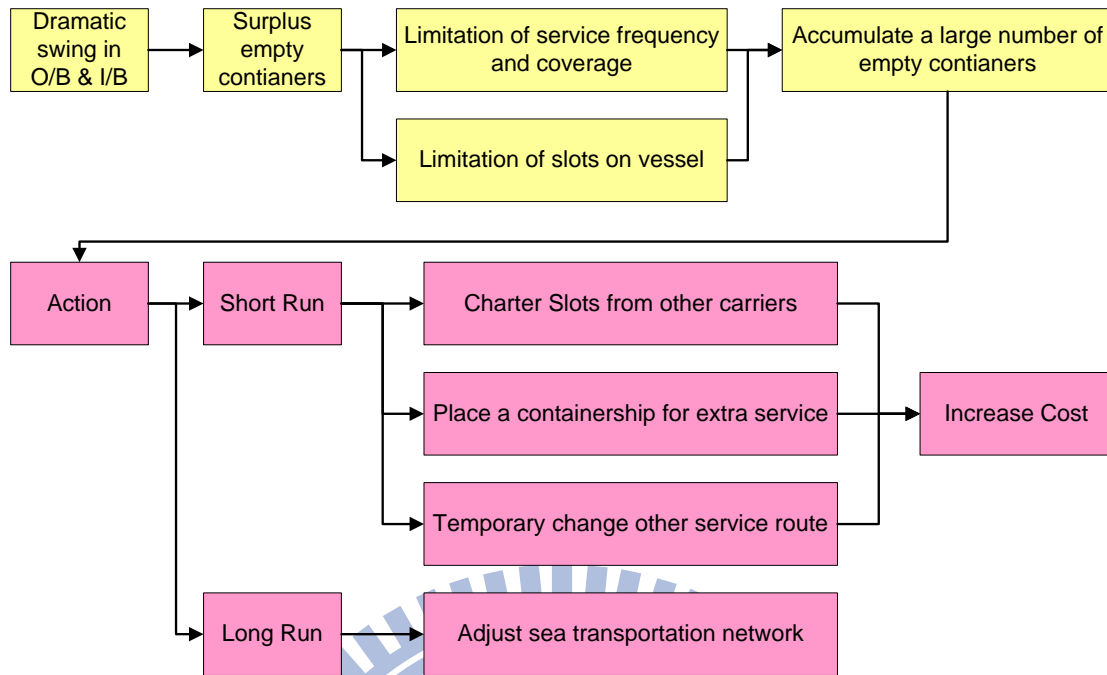 Dramatic
swing in
O/B & I/B
Surplus
empty
contianers
Limitation of service frequency
and coverage
Limitation of slots on vessel
Accumulate a large number of
empty contianers
Action
Short Run
Charter Slots from other carriers
Place a containership for extra service
Temporary change other service route
Increase Cost
Long Run
Adjust sea transportation network